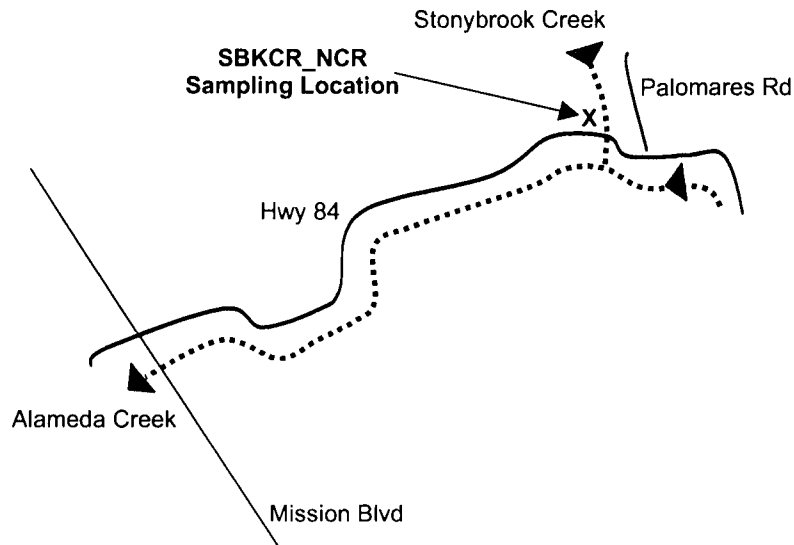 Stonybrook Creek
SBKCR_NCR
Sampling Location
Palomares Rd
X
Hwy 84
Alameda Creek
Mission Blvd